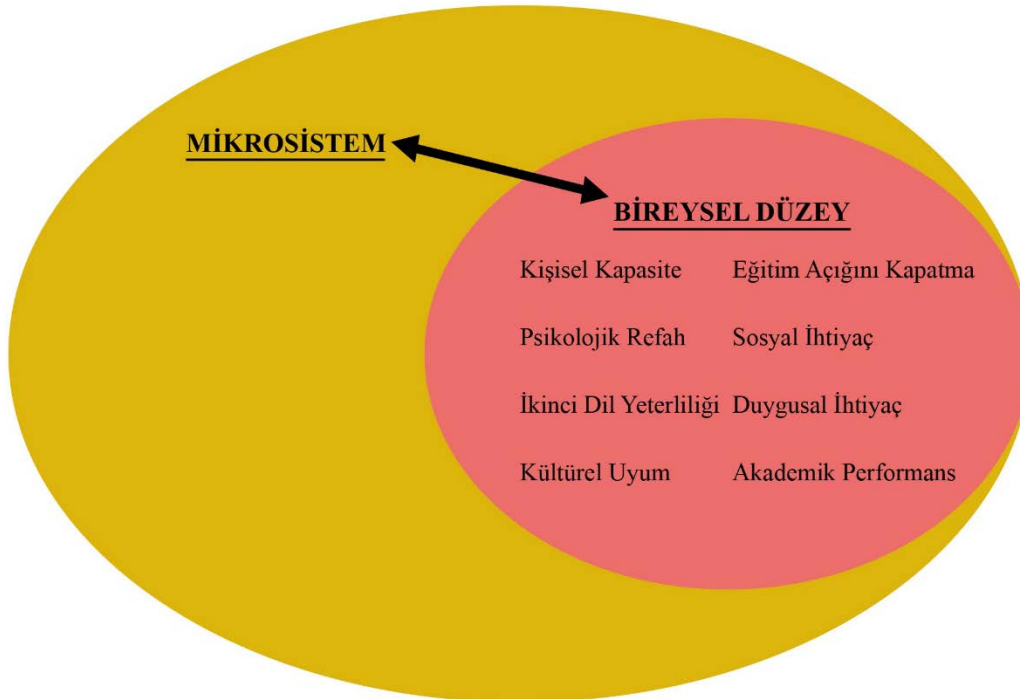 MİKROSİSTEM
BİREYSEL DÜZEY
Kişisel Kapasite Eğitim Açığını Kapatma
Psikolojik Refah Sosyal İhtiyaç
İkinci Dil Yeterliliği Duygusal İhtiyaç
Kültürel Uyum Akademik Performans